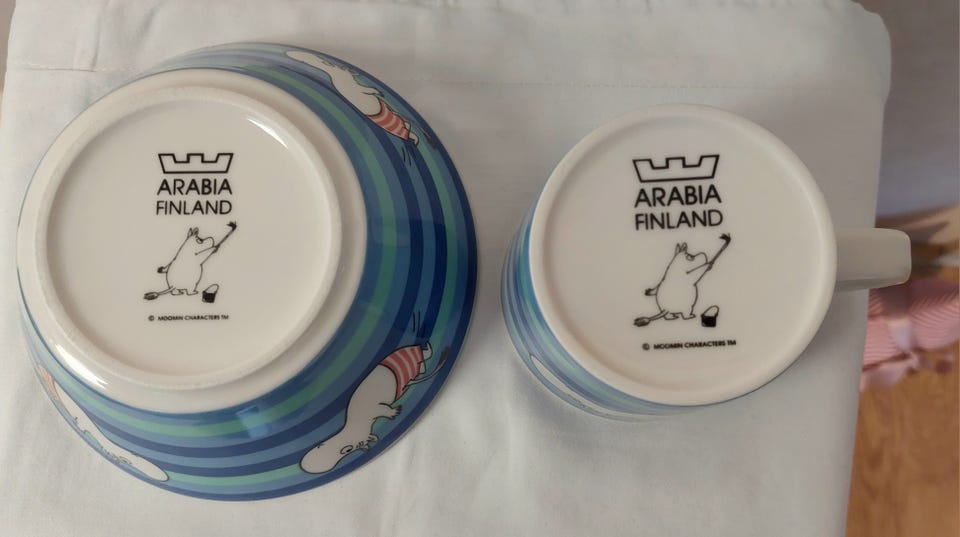 ARABIA
FINLAND
© MOOMIN CHARACTERS TM
ARABIA
FINLAND
© MOOMIN CHARACTERS TM